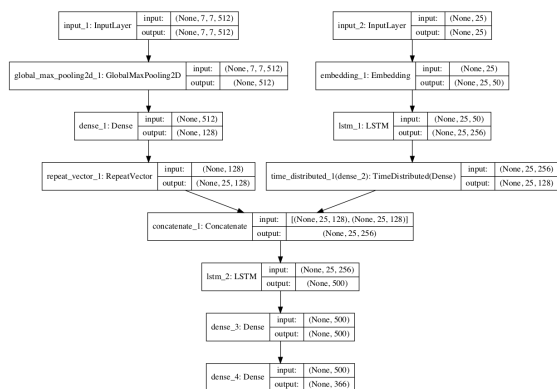 input_1: InputLayer input: (None, 7, 7, 512)
output: (None, 7, 7, 512)
input_2: InputLayer input: (None, 25)
output: (None, 25)
global_max_pooling2d_1: GlobalMaxPooling2D input: (None, 7, 7, 512)
output: (None, 512)
embedding_1: Embedding input: (None, 25)
output: (None, 25, 50)
dense_1: Dense input: (None, 512)
output: (None, 128)
lstm_1: LSTM input: (None, 25, 50)
output: (None, 25, 256)
repeat_vector_1: RepeatVector input: (None, 128)
output: (None, 25, 128)
time_distributed_1(dense_2): TimeDistributed(Dense) input: (None, 25, 256)
output: (None, 25, 128)
concatenate_1: Concatenate input: [(None, 25, 128), (None, 25, 128)]
output: (None, 25, 256)
lstm_2: LSTM input: (None, 25, 256)
output: (None, 500)
dense_3: Dense input: (None, 500)
output: (None, 500)
dense_4: Dense input: (None, 500)
output: (None, 366)